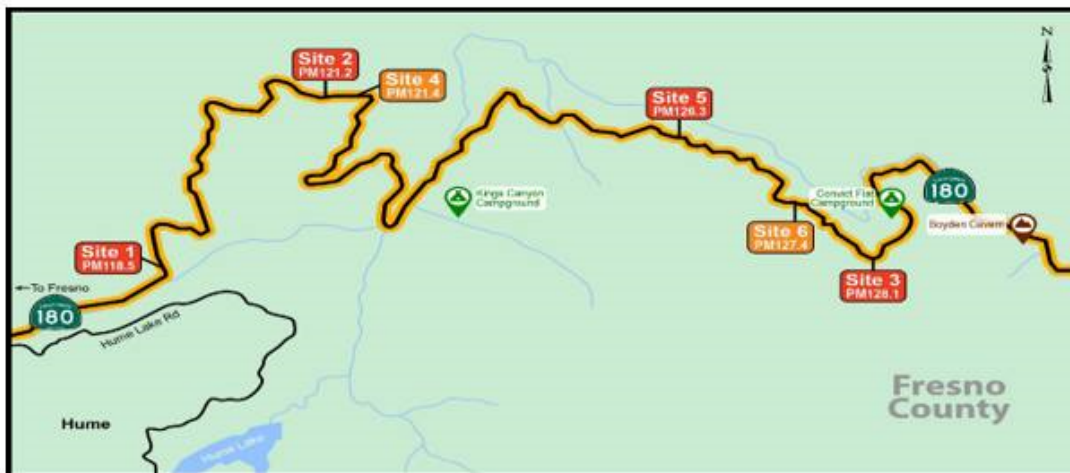 N
Site 2
PM121.2
Site 4
PM121.4
Site 5
PM126.3
Kings Canyon
Campground
Convict Flat
Campground
180
Boyden Cavern
Site 1
PM118.5
Site 6
PM127.4
Site 3
PM128.1
←To Fresno
180
Hume Lake Rd
Fresno
County
Hume
Hume Lake